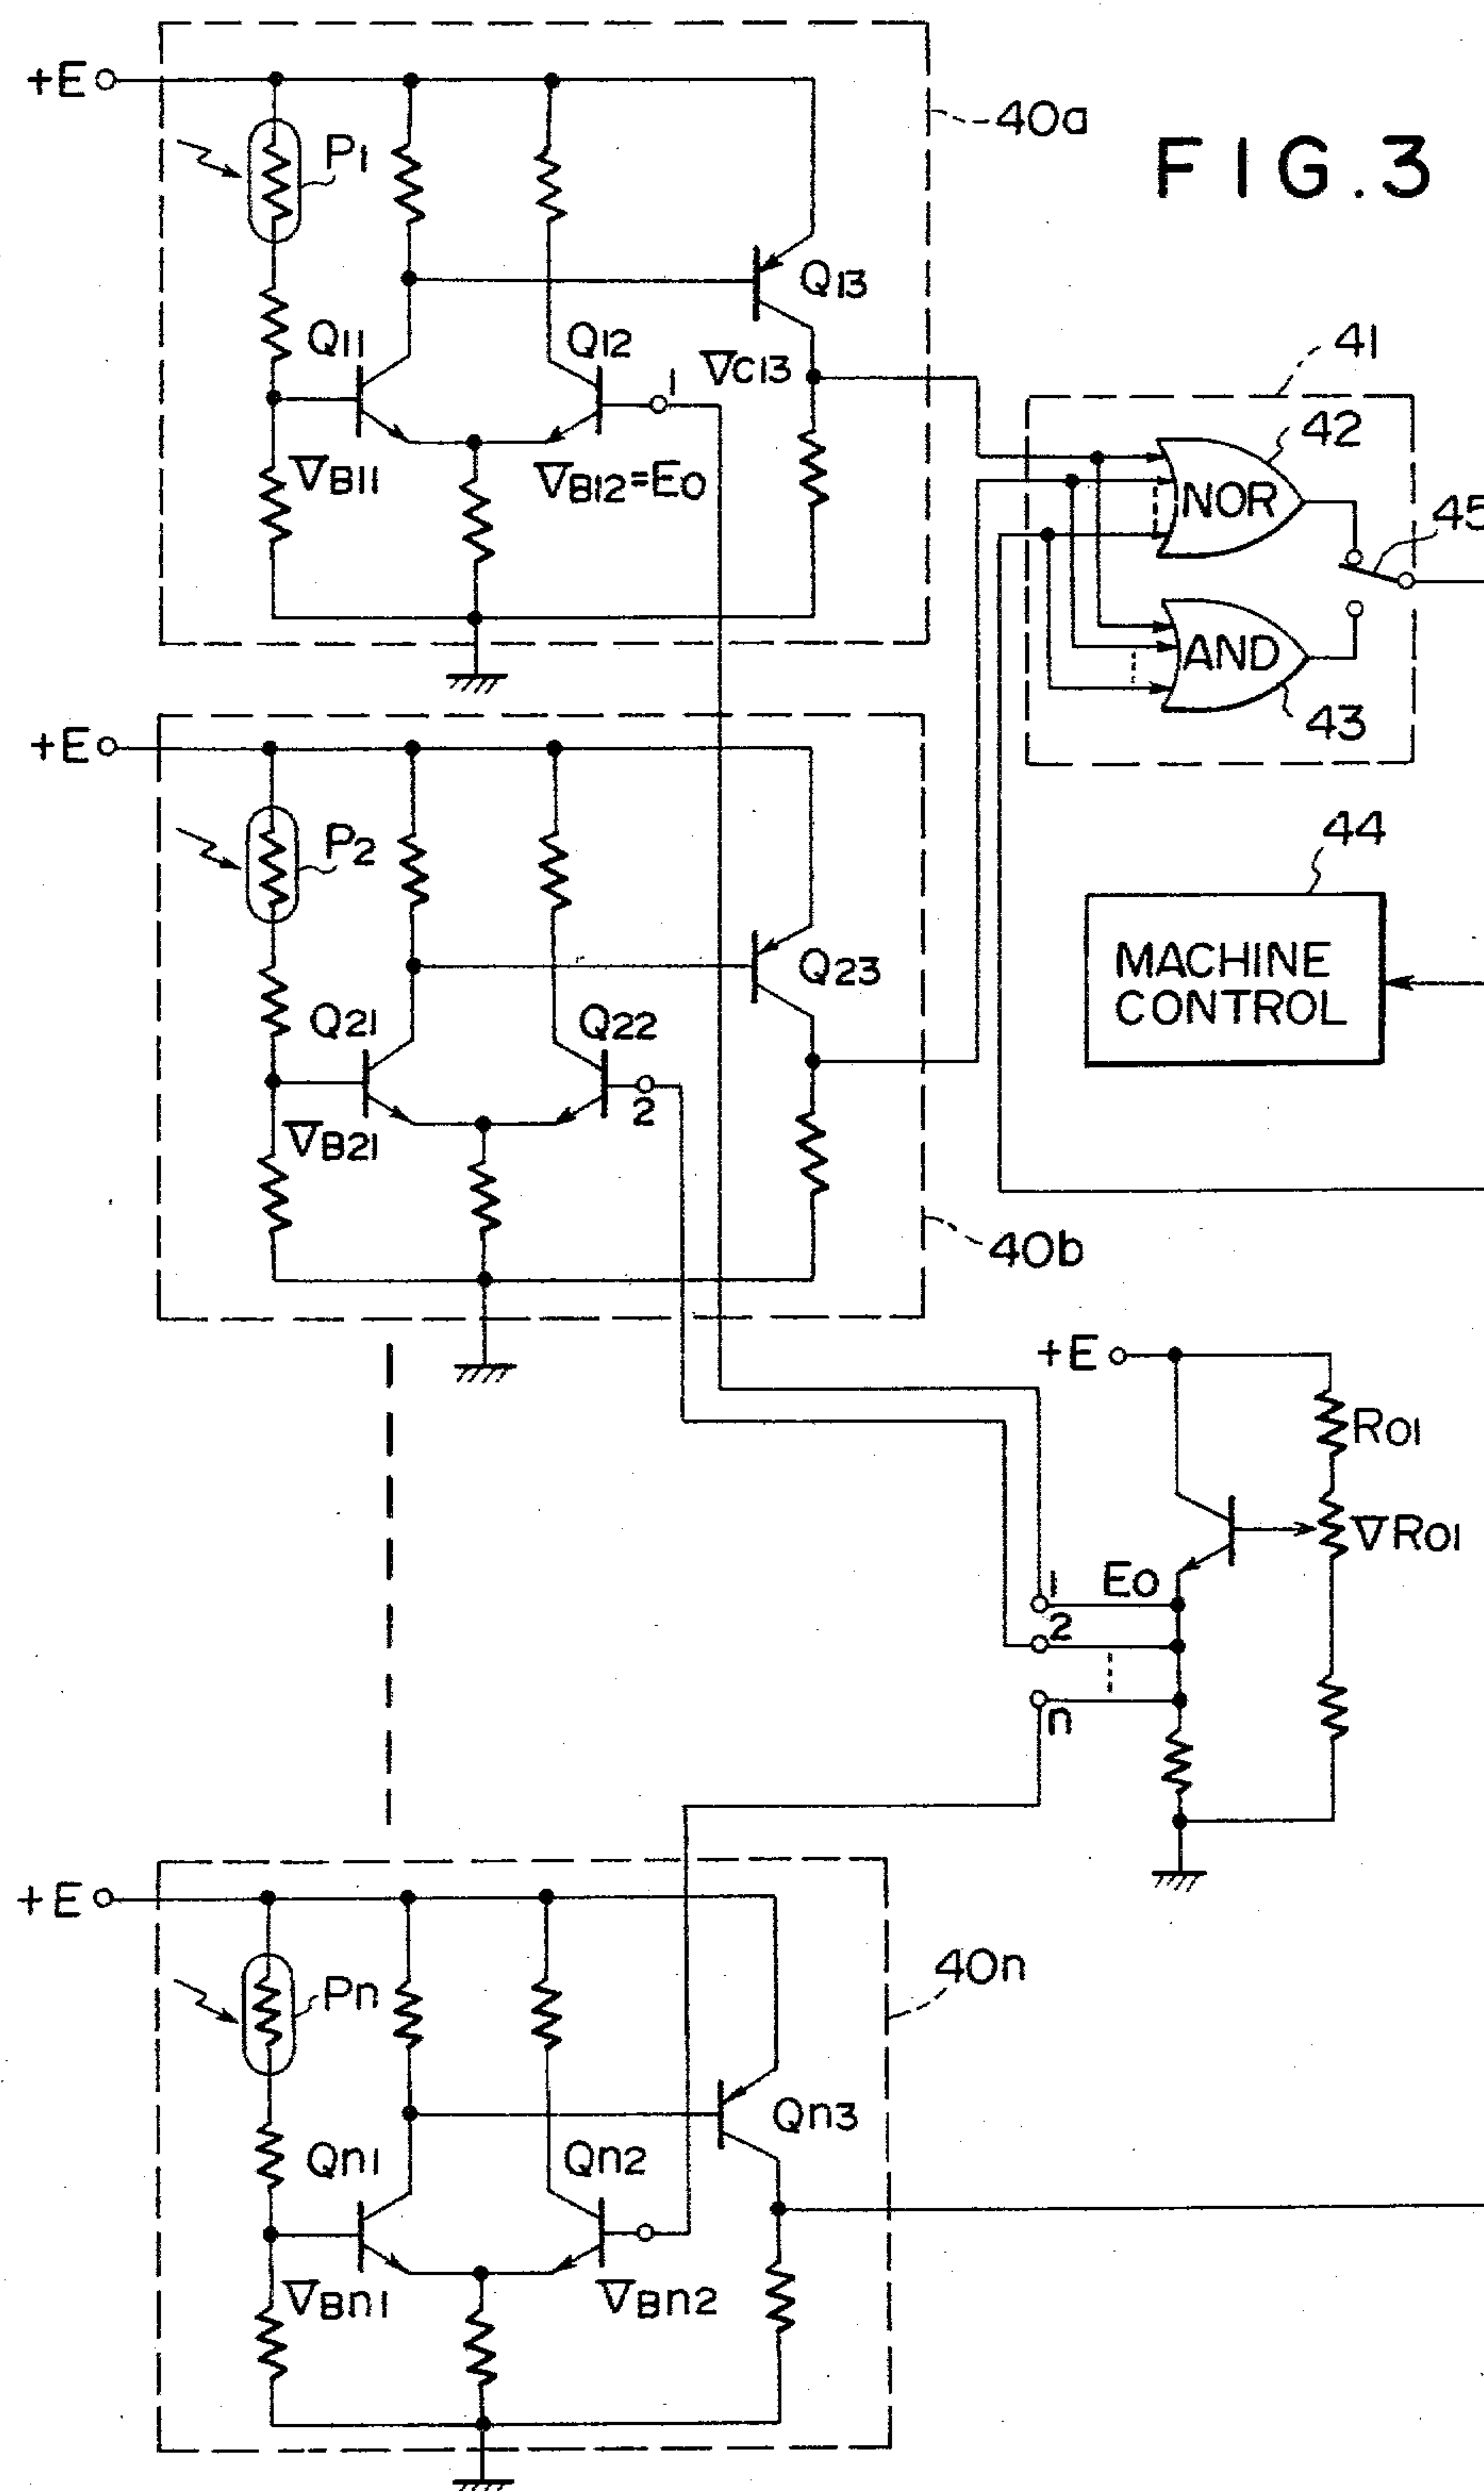 +E
40a
FIG.3
P1
Q13
Q11
Q12
1
VC13
41
42
VB11
VB12=E0
NOR
45
AND
43
+E
P2
44
Q23
MACHINE
CONTROL
Q21
Q22
2
VB21
40b
+E
R01
VR01
1
E0
2
n
+E
40n
Pn
Qn3
Qn1
Qn2
VBn1
VBn2